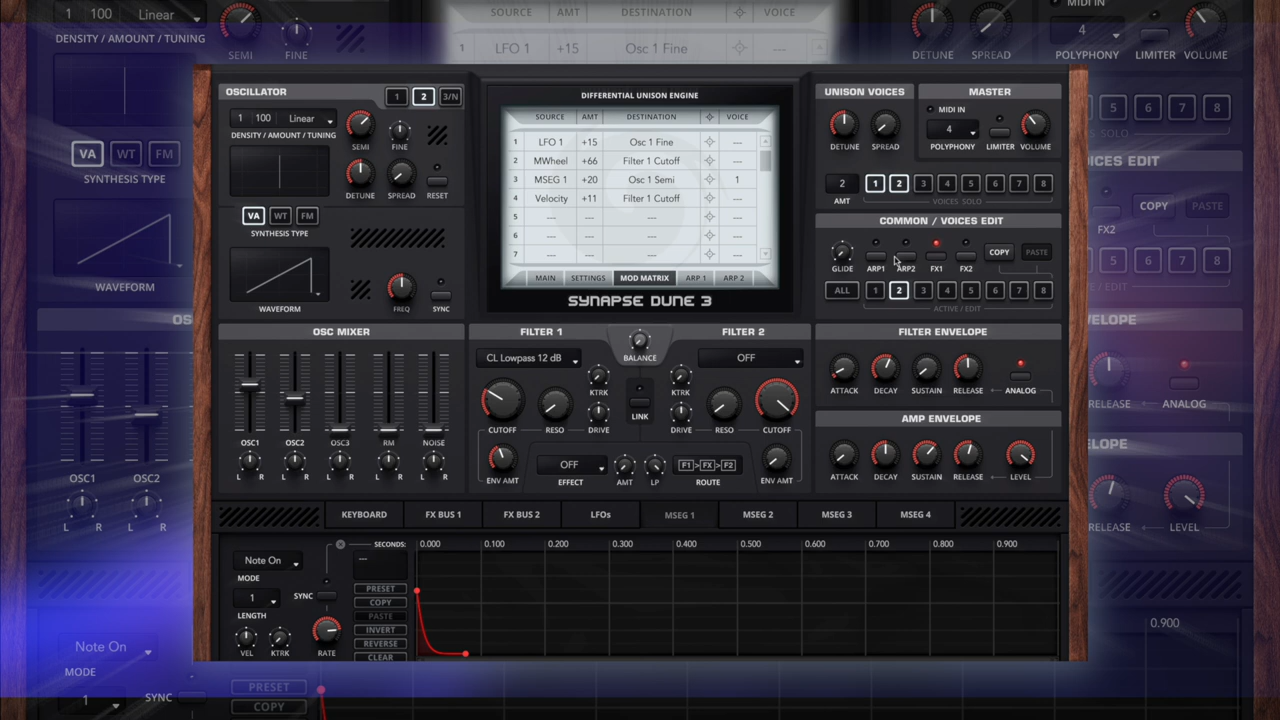 1 100 Linear
DENSITY / AMOUNT / TUNING
SEMI FINE
SOURCE AMT DESTINATION VOICE
1 LFO 1 +15 Osc 1 Fine ---
MIDI IN
4
DETUNE SPREAD POLYPHONY LIMITER VOLUME
VA WT FM
SYNTHESIS TYPE
WAVEFORM
OSC1 OSC2
L R L R
Note On
MODE
1 SYNC
PRESET
COPY
OSCILLATOR 1 2 3/N
1 100 Linear
DENSITY / AMOUNT / TUNING
SEMI FINE
DETUNE SPREAD RESET
VA WT FM
SYNTHESIS TYPE
WAVEFORM
FREQ SYNC
DIFFERENTIAL UNISON ENGINE
SOURCE AMT DESTINATION VOICE
1 LFO 1 +15 Osc 1 Fine ---
2 MWheel +66 Filter 1 Cutoff ---
3 MSEG 1 +20 Osc 1 Semi 1
4 Velocity +11 Filter 1 Cutoff ---
5 --- --- --- ---
6 --- --- --- ---
7 --- --- --- ---
MAIN SETTINGS MOD MATRIX ARP 1 ARP 2
SYNAPSE DUNE 3
UNISON VOICES
DETUNE SPREAD
MASTER
MIDI IN
4
POLYPHONY LIMITER VOLUME
2 1 2 3 4 5 6 7 8
AMT VOICES SOLO
COMMON / VOICES EDIT
GLIDE ARP1 ARP2 FX1 FX2 COPY PASTE
ALL 1 2 3 4 5 6 7 8
ACTIVE / EDIT
OSC MIXER
OSC1 OSC2 OSC3 RM NOISE
L R L R L R L R L R
FILTER 1
CL Lowpass 12 dB
KTRK
CUTOFF RESO DRIVE
ENV AMT
BALANCE
LINK
FILTER 2
OFF
KTRK
DRIVE RESO CUTOFF
OFF
EFFECT AMT LP
F1>FX>F2
ROUTE
ENV AMT
FILTER ENVELOPE
ATTACK DECAY SUSTAIN RELEASE ANALOG
AMP ENVELOPE
ATTACK DECAY SUSTAIN RELEASE LEVEL
KEYBOARD FX BUS 1 FX BUS 2 LFOs MSEG 1 MSEG 2 MSEG 3 MSEG 4
Note On
MODE
1 SYNC
LENGTH
VEL KTRK RATE
SECONDS:
---
PRESET
COPY
PASTE
INVERT
REVERSE
CLEAR
0.000 0.100 0.200 0.300 0.400 0.500 0.600 0.700 0.800 0.900
5 6 7 8
ICES EDIT
COPY PASTE
FX2
5 6 7 8
/ EDIT
ELOPE
RELEASE ANALOG
ELOPE
RELEASE LEVEL
0.900